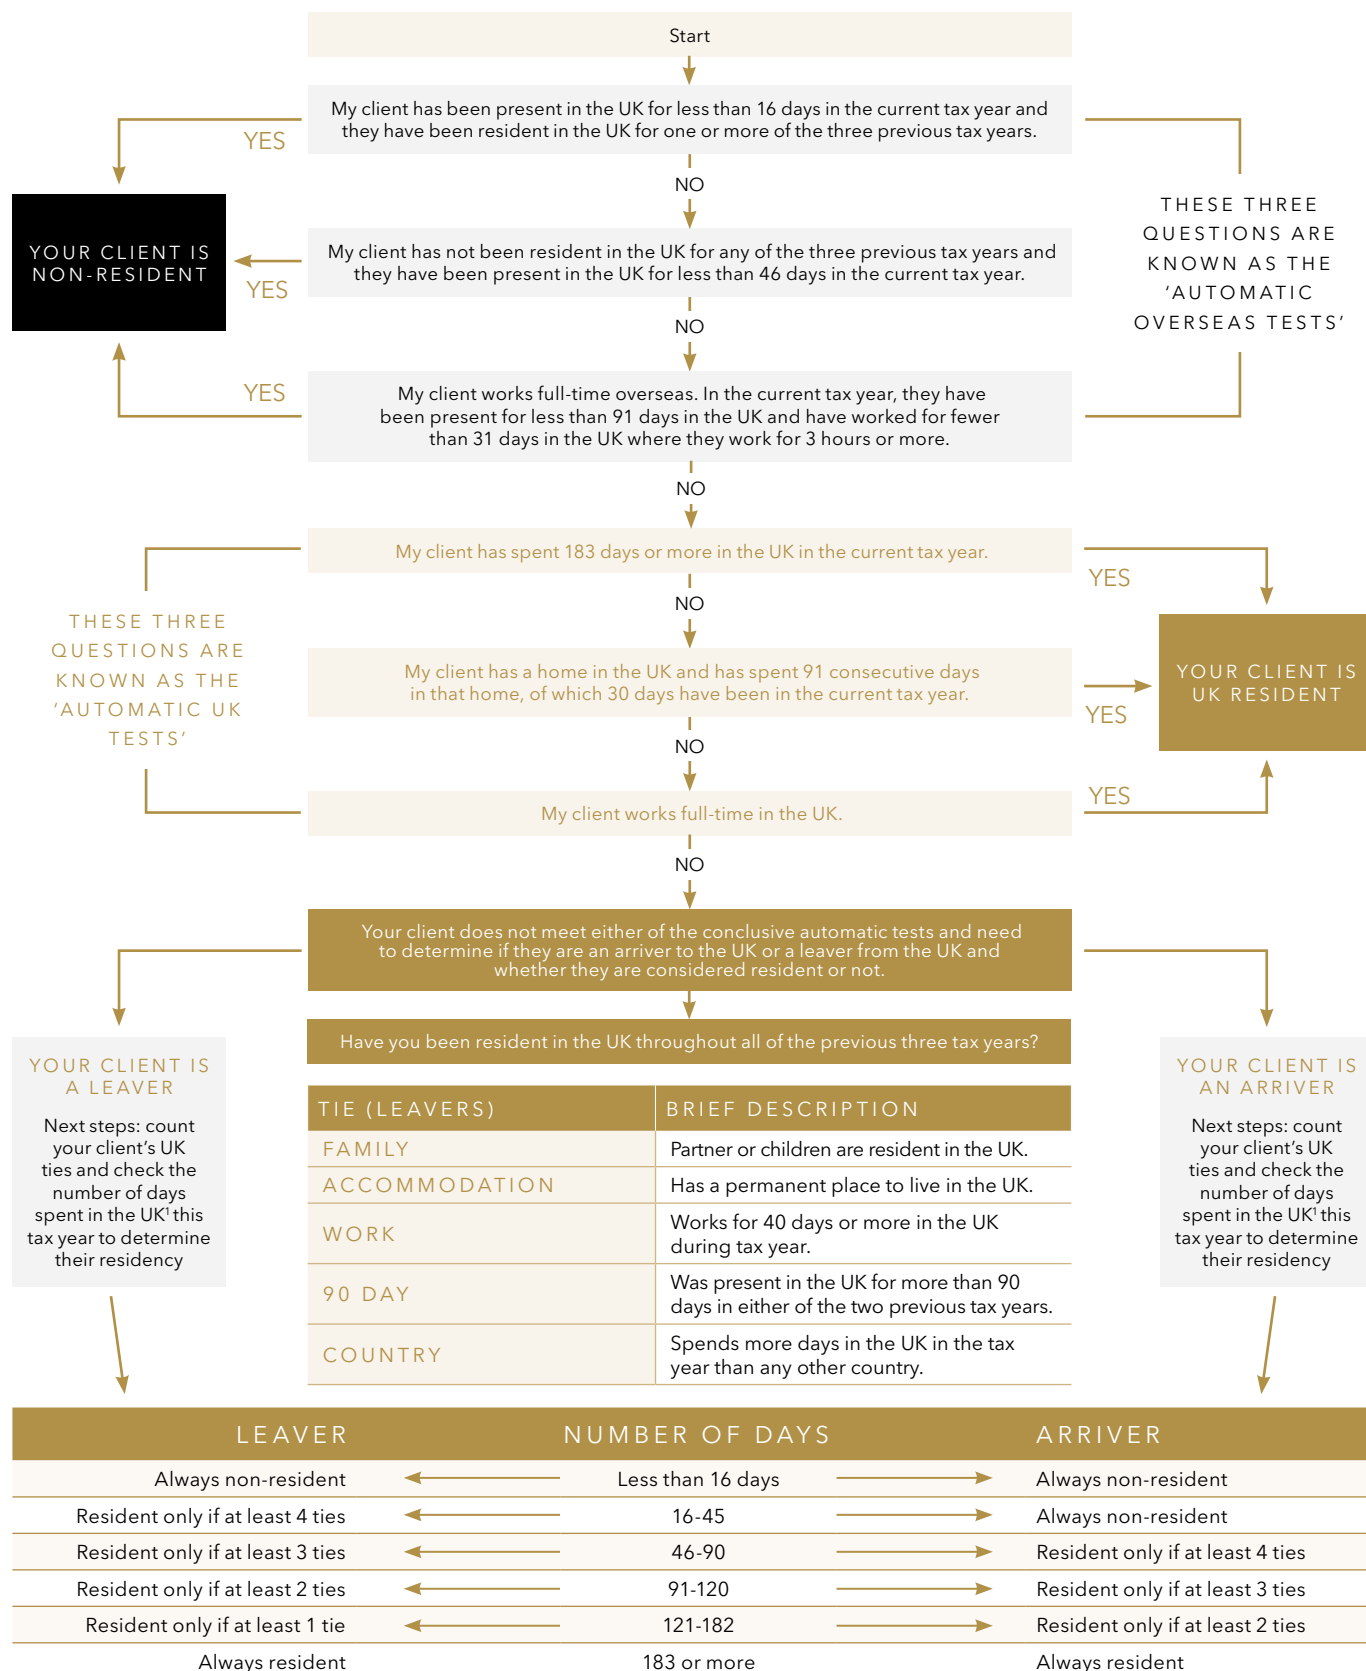 Start
My client has been present in the UK for less than 16 days in the current tax year and
they have been resident in the UK for one or more of the three previous tax years.
YES
NO
YOUR CLIENT IS
NON-RESIDENT
THESE THREE
QUESTIONS ARE
KNOWN AS THE
‘AUTOMATIC
OVERSEAS TESTS’
My client has not been resident in the UK for any of the three previous tax years and
they have been present in the UK for less than 46 days in the current tax year.
YES
NO
YES
My client works full-time overseas. In the current tax year, they have
been present for less than 91 days in the UK and have worked for fewer
than 31 days in the UK where they work for 3 hours or more.
NO
My client has spent 183 days or more in the UK in the current tax year.
YES
NO
THESE THREE
QUESTIONS ARE
KNOWN AS THE
‘AUTOMATIC UK
TESTS’
My client has a home in the UK and has spent 91 consecutive days
in that home, of which 30 days have been in the current tax year.
YES
YOUR CLIENT IS
UK RESIDENT
NO
My client works full-time in the UK.
YES
NO
Your client does not meet either of the conclusive automatic tests and need
to determine if they are an arriver to the UK or a leaver from the UK and
whether they are considered resident or not.
Have you been resident in the UK throughout all of the previous three tax years?
YOUR CLIENT IS
A LEAVER
Next steps: count
your client’s UK
ties and check the
number of days
spent in the UK¹ this
tax year to determine
their residency
TIE (LEAVERS) BRIEF DESCRIPTION
FAMILY Partner or children are resident in the UK.
ACCOMMODATION Has a permanent place to live in the UK.
WORK Works for 40 days or more in the UK
during tax year.
90 DAY Was present in the UK for more than 90
days in either of the two previous tax years.
COUNTRY Spends more days in the UK in the tax
year than any other country.
YOUR CLIENT IS
AN ARRIVER
Next steps: count
your client’s UK
ties and check the
number of days
spent in the UK¹ this
tax year to determine
their residency
LEAVER NUMBER OF DAYS ARRIVER
Always non-resident Less than 16 days Always non-resident
Resident only if at least 4 ties 16-45 Always non-resident
Resident only if at least 3 ties 46-90 Resident only if at least 4 ties
Resident only if at least 2 ties 91-120 Resident only if at least 3 ties
Resident only if at least 1 tie 121-182 Resident only if at least 2 ties
Always resident 183 or more Always resident